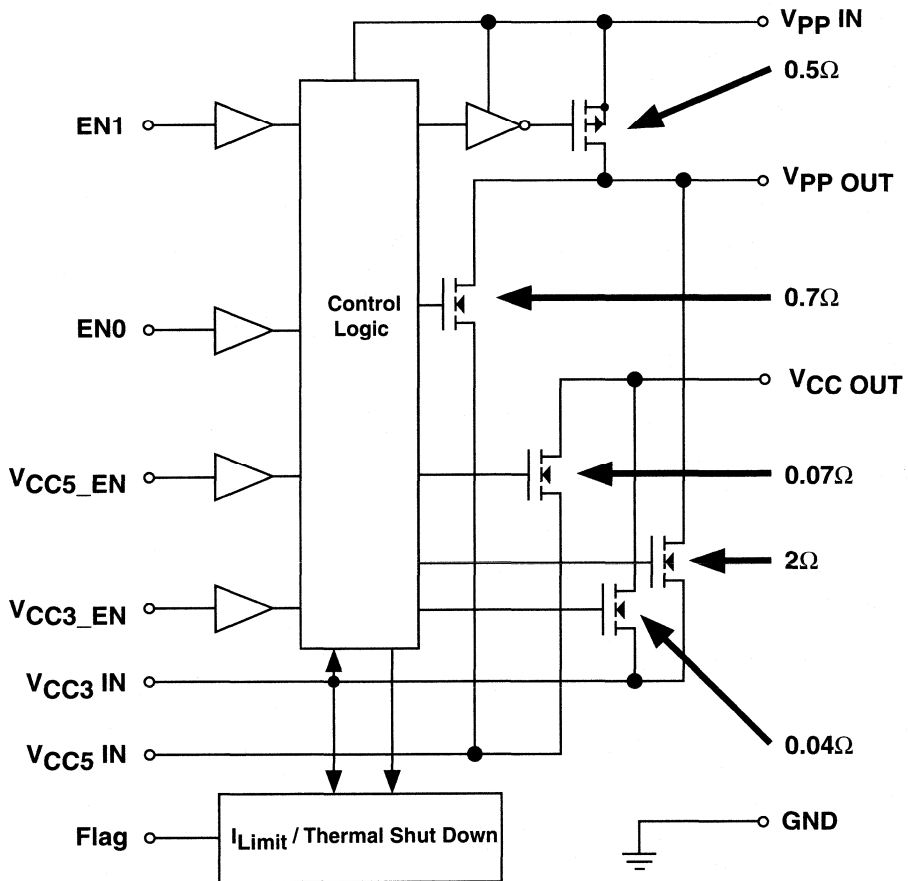 VPP IN
0.5Ω
EN1
VPP OUT
0.7Ω
Control
Logic
EN0
VCC OUT
VCC5_EN
0.07Ω
2Ω
VCC3_EN
VCC3 IN
0.04Ω
VCC5 IN
Flag
ILimit / Thermal Shut Down
GND